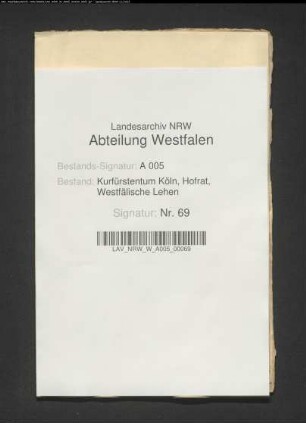 Landesarchiv NRW
Abteilung Westfalen
Bestands-Signatur: A 005
Bestand: Kurfürstentum Köln, Hofrat,
Westfälische Lehen
Signatur: Nr. 69
LAV_NRW_W_A005_00069